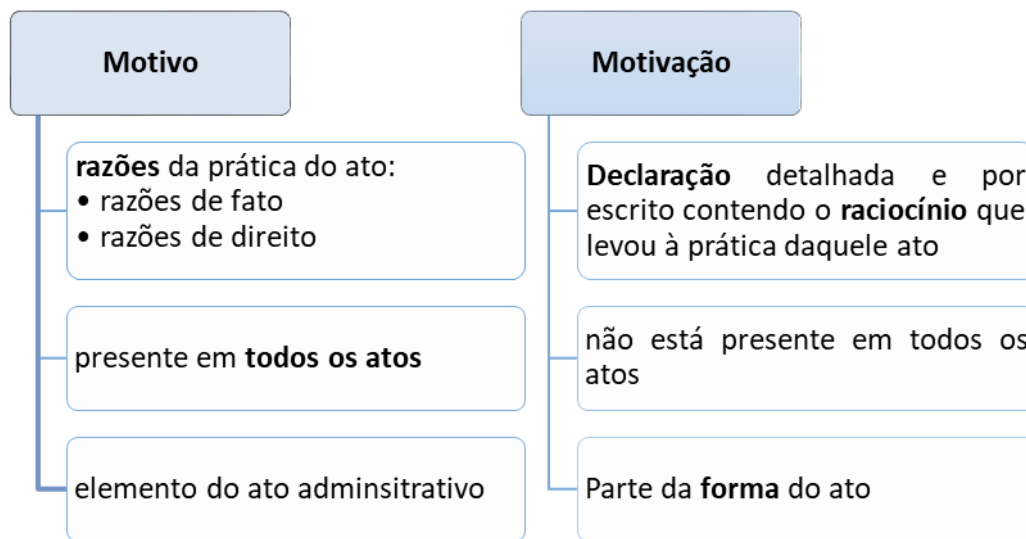 Motivo
razões da prática do ato:
• razões de fato
• razões de direito
presente em todos os atos
elemento do ato adminsitrativo
Motivação
Declaração detalhada e por
escrito contendo o raciocínio que
levou à prática daquele ato
não está presente em todos os
atos
Parte da forma do ato